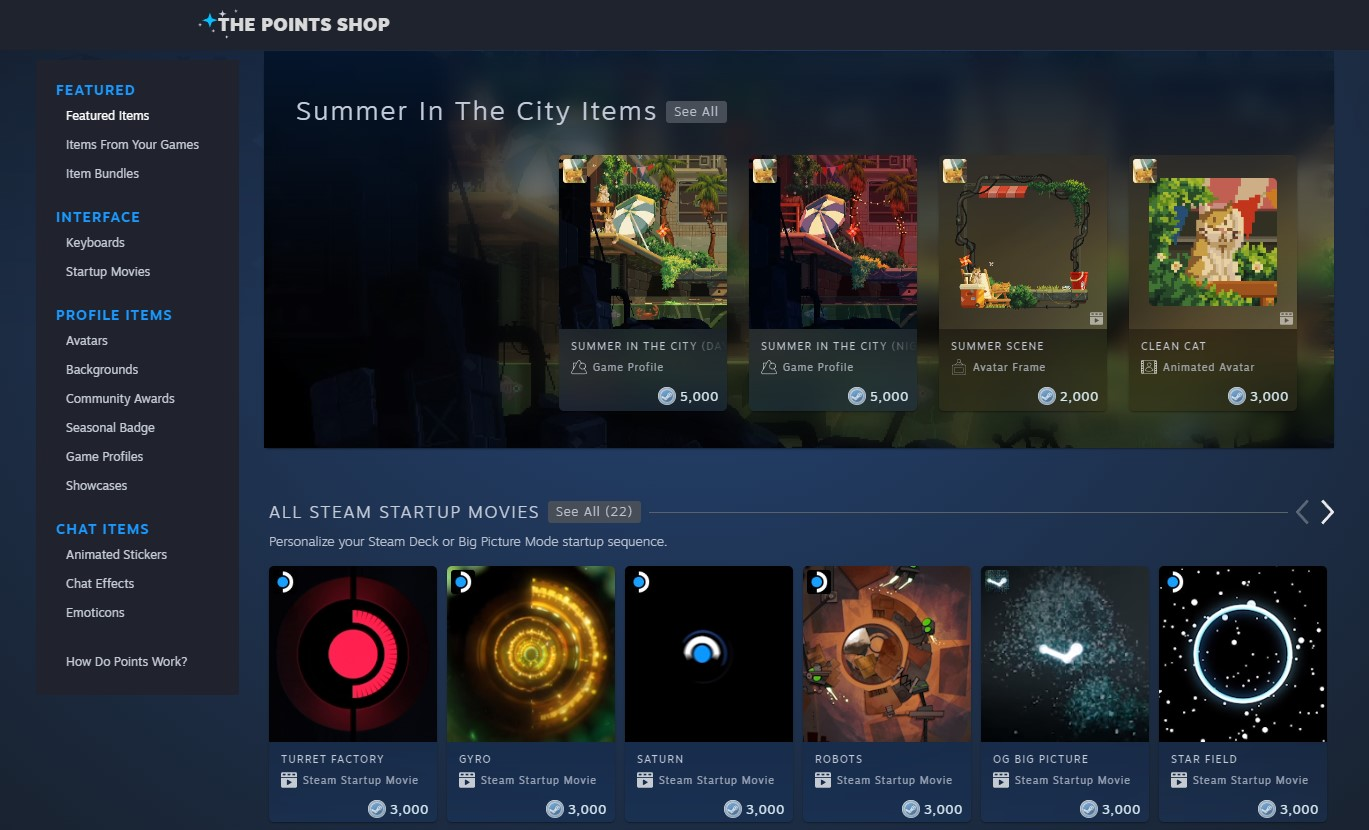 THE POINTS SHOP
FEATURED
Featured Items
Items From Your Games
Item Bundles
INTERFACE
Keyboards
Startup Movies
PROFILE ITEMS
Avatars
Backgrounds
Community Awards
Seasonal Badge
Game Profiles
Showcases
CHAT ITEMS
Animated Stickers
Chat Effects
Emoticons
How Do Points Work?
Summer In The City Items See All
SUMMER IN THE CITY (DA
Game Profile
5,000
SUMMER IN THE CITY (NIG
Game Profile
5,000
SUMMER SCENE
Avatar Frame
2,000
CLEAN CAT
Animated Avatar
3,000
ALL STEAM STARTUP MOVIES See All (22)
Personalize your Steam Deck or Big Picture Mode startup sequence.
TURRET FACTORY
Steam Startup Movie
3,000
GYRO
Steam Startup Movie
3,000
SATURN
Steam Startup Movie
3,000
ROBOTS
Steam Startup Movie
3,000
OG BIG PICTURE
Steam Startup Movie
3,000
STAR FIELD
Steam Startup Movie
3,000